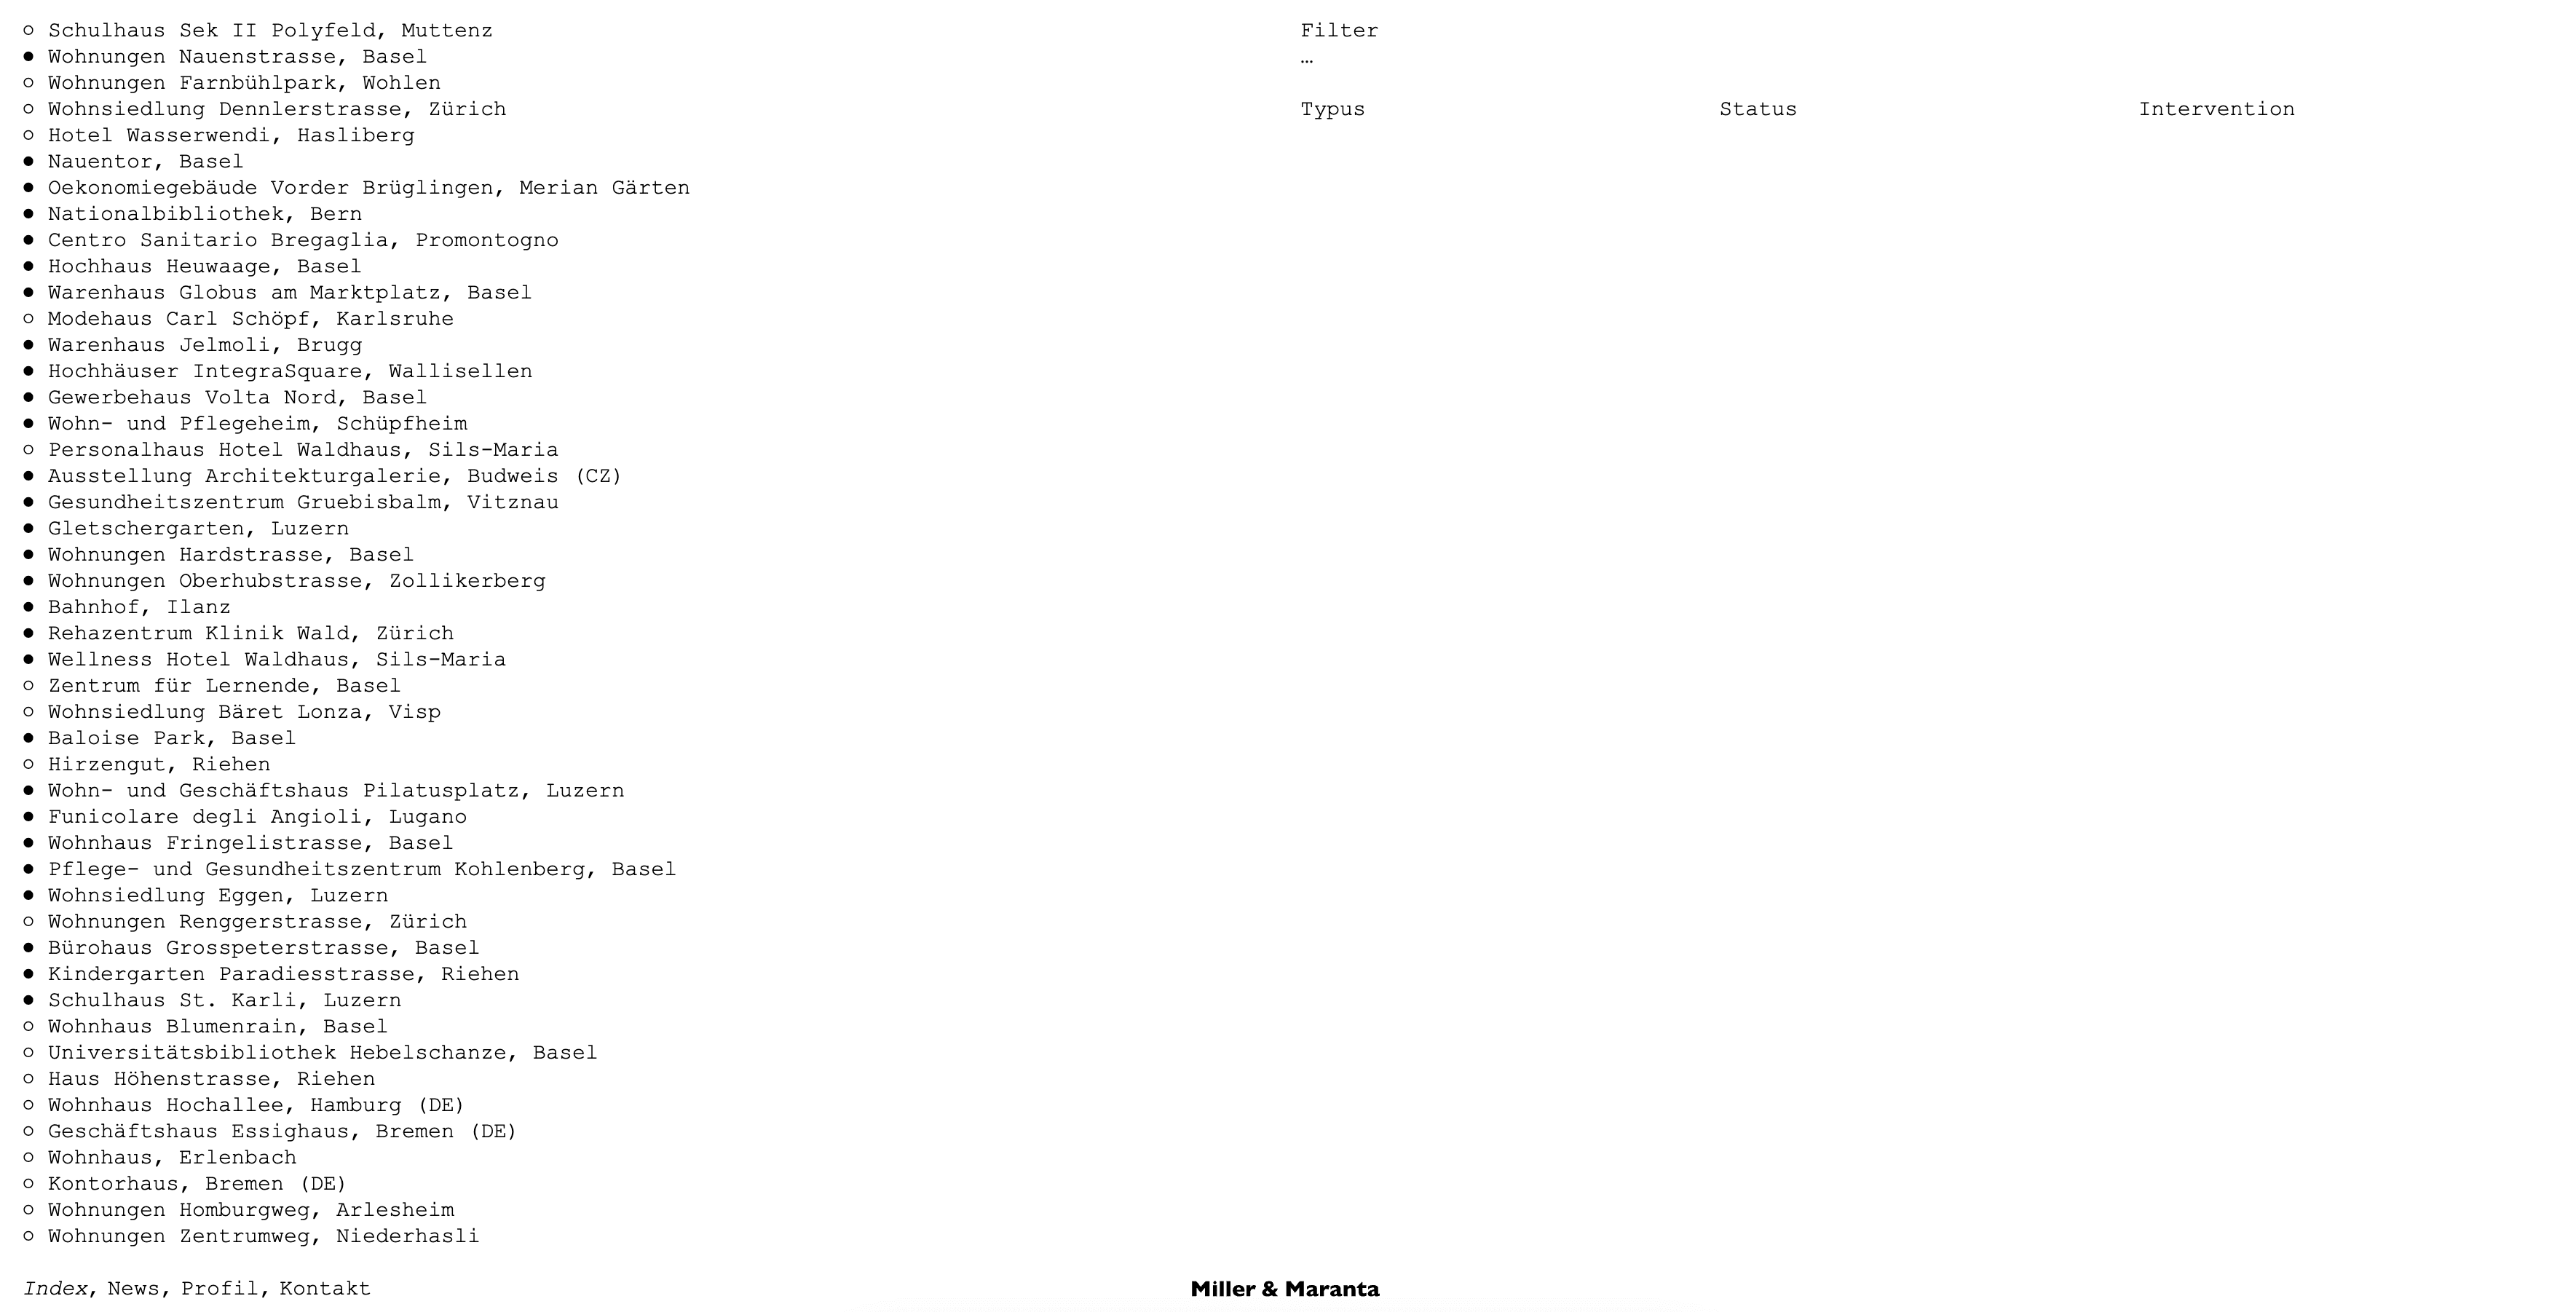 ○ Schulhaus Sek II Polyfeld, Muttenz
● Wohnungen Nauenstrasse, Basel
○ Wohnungen Farnbühlpark, Wohlen
○ Wohnsiedlung Dennlerstrasse, Zürich
○ Hotel Wasserwendi, Hasliberg
● Nauentor, Basel
● Oekonomiegebäude Vorder Brüglingen, Merian Gärten
● Nationalbibliothek, Bern
● Centro Sanitario Bregaglia, Promontogno
● Hochhaus Heuwaage, Basel
● Warenhaus Globus am Marktplatz, Basel
○ Modehaus Carl Schöpf, Karlsruhe
● Warenhaus Jelmoli, Brugg
● Hochhäuser IntegraSquare, Wallisellen
● Gewerbehaus Volta Nord, Basel
● Wohn- und Pflegeheim, Schüpfheim
○ Personalhaus Hotel Waldhaus, Sils-Maria
● Ausstellung Architekturgalerie, Budweis (CZ)
● Gesundheitszentrum Gruebisbalm, Vitznau
● Gletschergarten, Luzern
● Wohnungen Hardstrasse, Basel
● Wohnungen Oberhubstrasse, Zollikerberg
● Bahnhof, Ilanz
● Rehazentrum Klinik Wald, Zürich
● Wellness Hotel Waldhaus, Sils-Maria
○ Zentrum für Lernende, Basel
○ Wohnsiedlung Bäret Lonza, Visp
● Baloise Park, Basel
○ Hirzengut, Riehen
● Wohn- und Geschäftshaus Pilatusplatz, Luzern
● Funicolare degli Angioli, Lugano
● Wohnhaus Fringelistrasse, Basel
● Pflege- und Gesundheitszentrum Kohlenberg, Basel
● Wohnsiedlung Eggen, Luzern
○ Wohnungen Renggerstrasse, Zürich
● Bürohaus Grosspeterstrasse, Basel
● Kindergarten Paradiesstrasse, Riehen
● Schulhaus St. Karli, Luzern
○ Wohnhaus Blumenrain, Basel
○ Universitätsbibliothek Hebelschanze, Basel
○ Haus Höhenstrasse, Riehen
○ Wohnhaus Hochallee, Hamburg (DE)
○ Geschäftshaus Essighaus, Bremen (DE)
○ Wohnhaus, Erlenbach
○ Kontorhaus, Bremen (DE)
○ Wohnungen Homburgweg, Arlesheim
○ Wohnungen Zentrumweg, Niederhasli
Filter
…
Typus Status Intervention
Index, News, Profil, Kontakt
Miller & Maranta